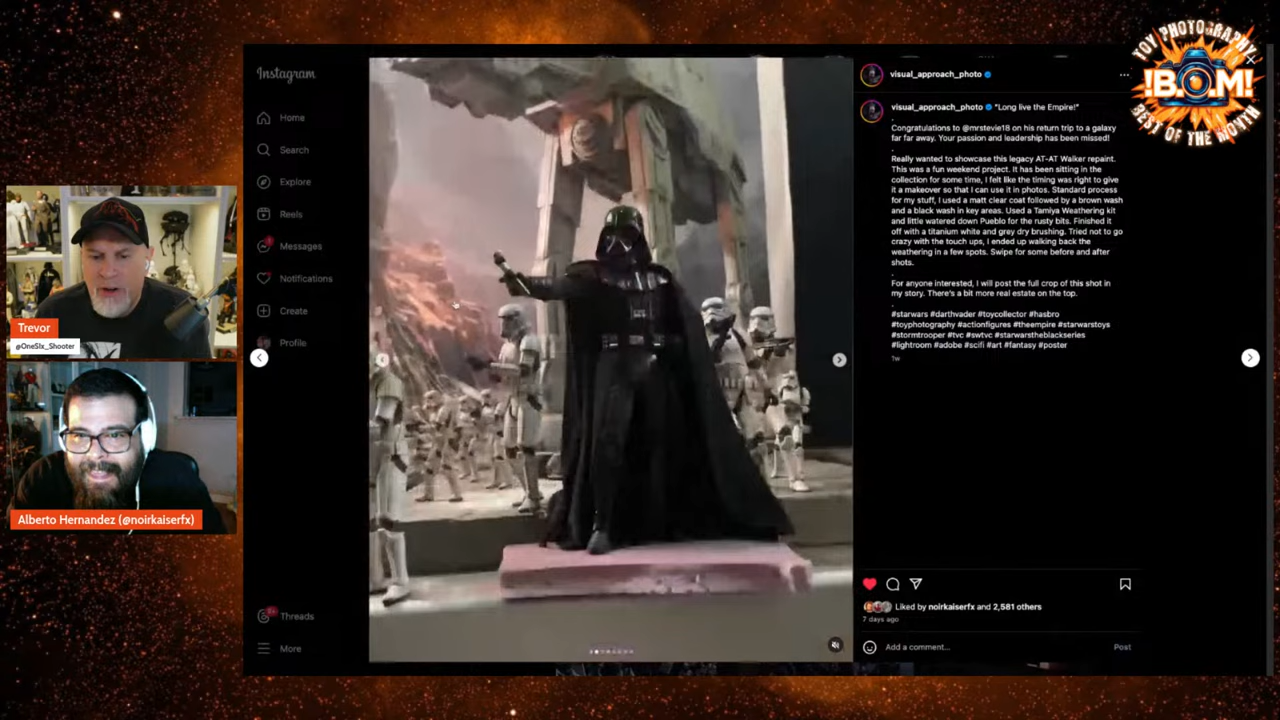 TOY PHOTOGRAPHY
!B.O.M!
BEST OF THE MONTH
Instagram
Home
Search
Explore
Reels
Messages
Notifications
Create
Profile
Threads
More
Trevor
@OneSIx_Shooter
Alberto Hernandez (@noirkaiserfx)
visual_approach_photo
visual_approach_photo "Long live the Empire!"
.
Congratulations to @mrstevie18 on his return trip to a galaxy
far far away. Your passion and leadership has been missed!
.
Really wanted to showcase this legacy AT-AT Walker repaint.
This was a fun weekend project. It has been sitting in the
collection for some time, I felt like the timing was right to give
it a makeover so that I can use it in photos. Standard process
for my stuff, I used a matt clear coat followed by a brown wash
and a black wash in key areas. Used a Tamiya Weathering kit
and little watered down Pueblo for the rusty bits. Finished it
off with a titanium white and grey dry brushing. Tried not to go
crazy with the touch ups, I ended up walking back the
weathering in a few spots. Swipe for some before and after
shots.
.
For anyone interested, I will post the full crop of this shot in
my story. There's a bit more real estate on the top.
.
#starwars #darthvader #toycollector #hasbro
#toyphotography #actionfigures #theempire #starwarstoys
#stormtrooper #tvc #swtvc #starwarstheblackseries
#lightroom #adobe #scifi #art #fantasy #poster
1w
Liked by noirkaiserfx and 2,581 others
7 days ago
Add a comment...
Post